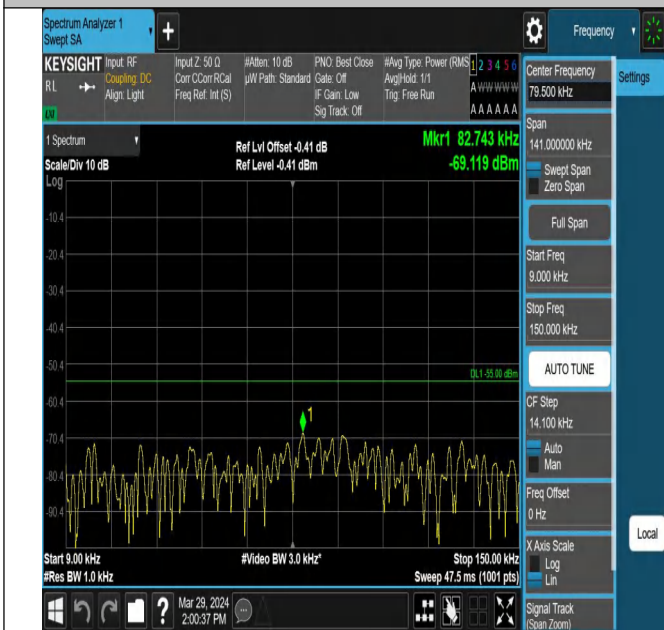 Spectrum Analyzer 1
Swept SA
Frequency
KEYSIGHT
RL
LXI
Input: RF
Coupling: DC
Align: Light
Input Z: 50 Ω
Corr CCorr RCal
Freq Ref: Int (S)
#Atten: 10 dB
µW Path: Standard
PNO: Best Close
Gate: Off
IF Gain: Low
Sig Track: Off
#Avg Type: Power (RMS
Avg|Hold: 1/1
Trig: Free Run
1 2 3 4 5 6
A W W W W W
A A A A A A
1 Spectrum
Scale/Div 10 dB
Log
Ref Lvl Offset -0.41 dB
Ref Level -0.41 dBm
Mkr1 82.743 kHz
-69.119 dBm
-10.4
-20.4
-30.4
-40.4
-50.4
DL1 -55.00 dBm
-60.4
1
-70.4
-80.4
-90.4
Start 9.00 kHz
#Video BW 3.0 kHz*
Stop 150.00 kHz
#Res BW 1.0 kHz
Sweep 47.5 ms (1001 pts)
Mar 29, 2024
2:00:37 PM
Center Frequency
79.500 kHz
Span
141.000000 kHz
Swept Span
Zero Span
Full Span
Start Freq
9.000 kHz
Stop Freq
150.000 kHz
AUTO TUNE
CF Step
14.100 kHz
Auto
Man
Freq Offset
0 Hz
X Axis Scale
Log
Lin
Signal Track
(Span Zoom)
Settings
Local